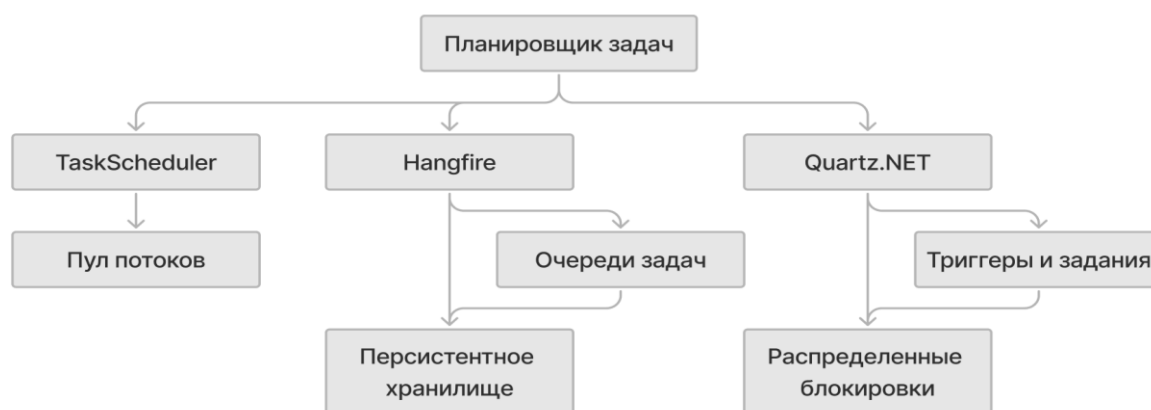 Планировщик задач
TaskScheduler
Hangfire
Quartz.NET
Пул потоков
Очереди задач
Триггеры и задания
Персистентное
хранилище
Распределенные
блокировки